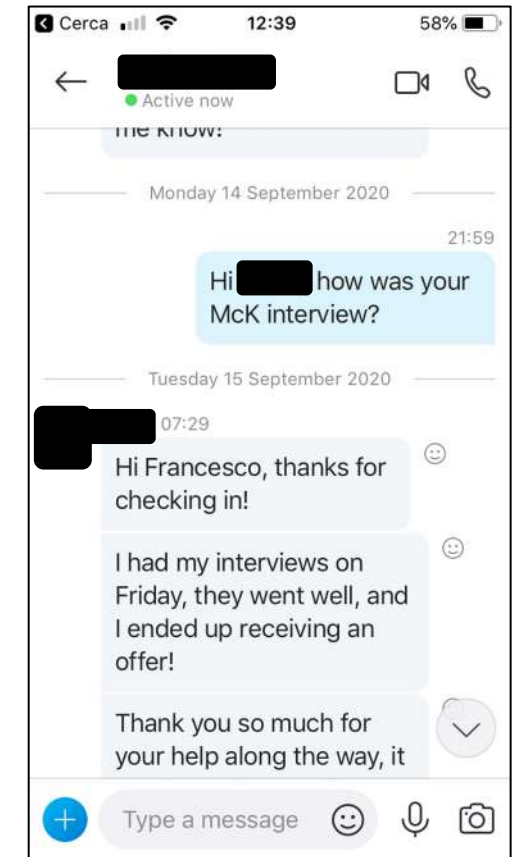 Cerca 12:39 58%
Active now
me know!
Monday 14 September 2020
21:59
Hi how was your
McK interview?
Tuesday 15 September 2020
07:29
Hi Francesco, thanks for
checking in!
I had my interviews on
Friday, they went well, and
I ended up receiving an
offer!
Thank you so much for
your help along the way, it
Type a message